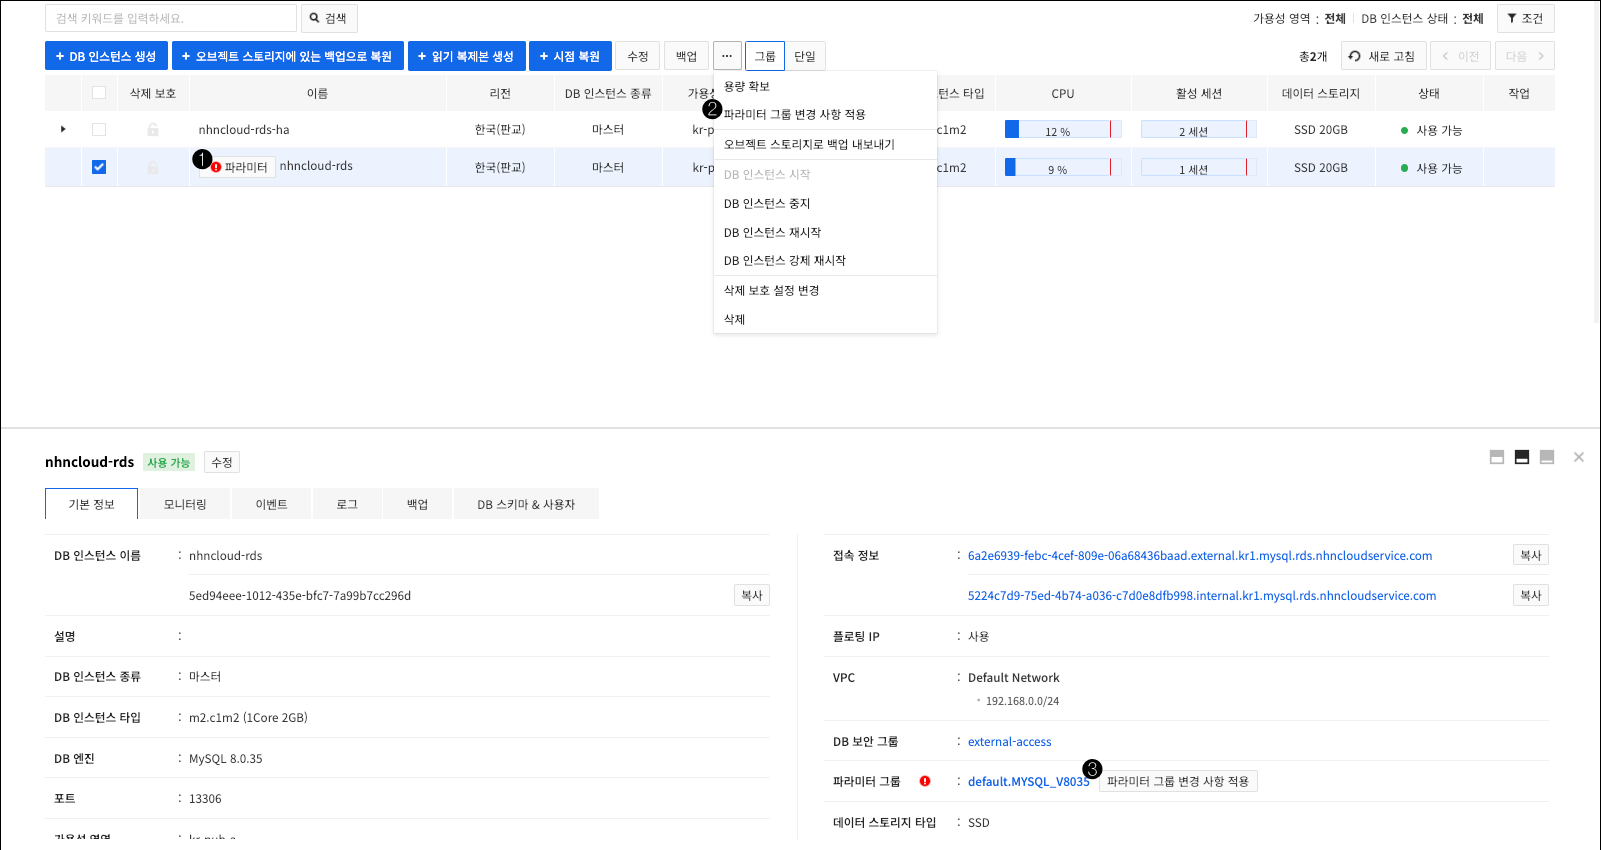 검색 키워드를 입력하세요. 검색 가용성 영역 : 전체 DB 인스턴스 상태 : 전체 조건
+ DB 인스턴스 생성 + 오브젝트 스토리지에 있는 백업으로 복원 + 읽기 복제본 생성 + 시점 복원 수정 백업 ... 그룹 단일 총2개 새로 고침 이전 다음
삭제 보호 이름 리전 DB 인스턴스 종류 가용 스턴스 타입 CPU 활성 세션 데이터 스토리지 상태 작업
nhncloud-rds-ha 한국(판교) 마스터 kr-p c1m2 12 % 2 세션 SSD 20GB 사용 가능
1 파라미터 nhncloud-rds 한국(판교) 마스터 kr-p c1m2 9 % 1 세션 SSD 20GB 사용 가능
용량 확보
2 파라미터 그룹 변경 사항 적용
오브젝트 스토리지로 백업 내보내기
DB 인스턴스 시작
DB 인스턴스 중지
DB 인스턴스 재시작
DB 인스턴스 강제 재시작
삭제 보호 설정 변경
삭제
nhncloud-rds 사용 가능 수정
기본 정보 모니터링 이벤트 로그 백업 DB 스키마 & 사용자
DB 인스턴스 이름 : nhncloud-rds
5ed94eee-1012-435e-bfc7-7a99b7cc296d 복사
설명 :
DB 인스턴스 종류 : 마스터
DB 인스턴스 타입 : m2.c1m2 (1Core 2GB)
DB 엔진 : MySQL 8.0.35
포트 : 13306
가용성 영역 : kr-pub-a
접속 정보 : 6a2e6939-febc-4cef-809e-06a68436baad.external.kr1.mysql.rds.nhncloudservice.com 복사
5224c7d9-75ed-4b74-a036-c7d0e8dfb998.internal.kr1.mysql.rds.nhncloudservice.com 복사
플로팅 IP : 사용
VPC : Default Network
192.168.0.0/24
DB 보안 그룹 : external-access
파라미터 그룹 : default.MYSQL_V8035 3 파라미터 그룹 변경 사항 적용
데이터 스토리지 타입 : SSD